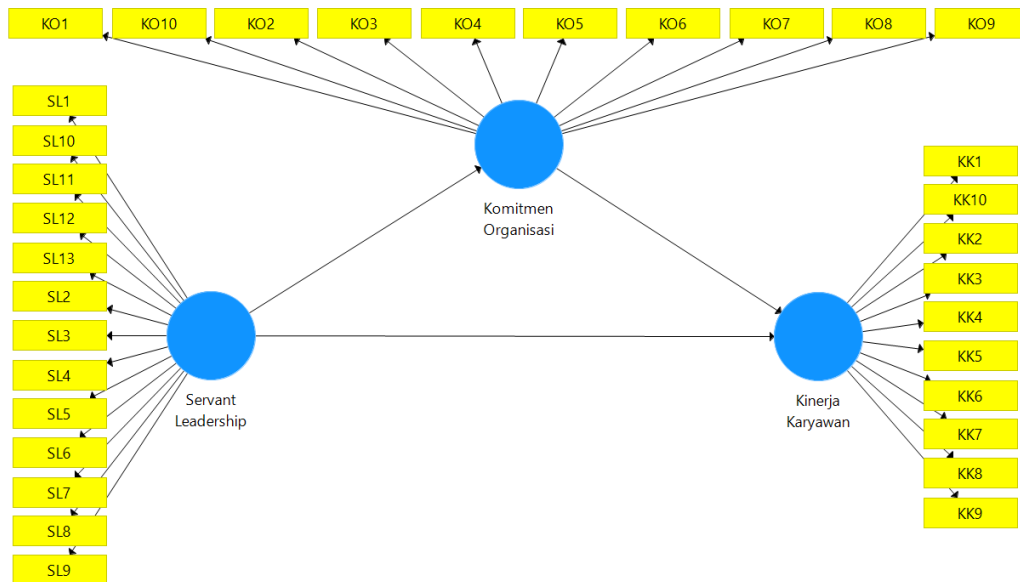 KO1 KO10 KO2 KO3 KO4 KO5 KO6 KO7 KO8 KO9
SL1
SL10
SL11
SL12
SL13
SL2
SL3
SL4
SL5
SL6
SL7
SL8
SL9
Komitmen
Organisasi
Servant
Leadership
Kinerja
Karyawan
KK1
KK10
KK2
KK3
KK4
KK5
KK6
KK7
KK8
KK9